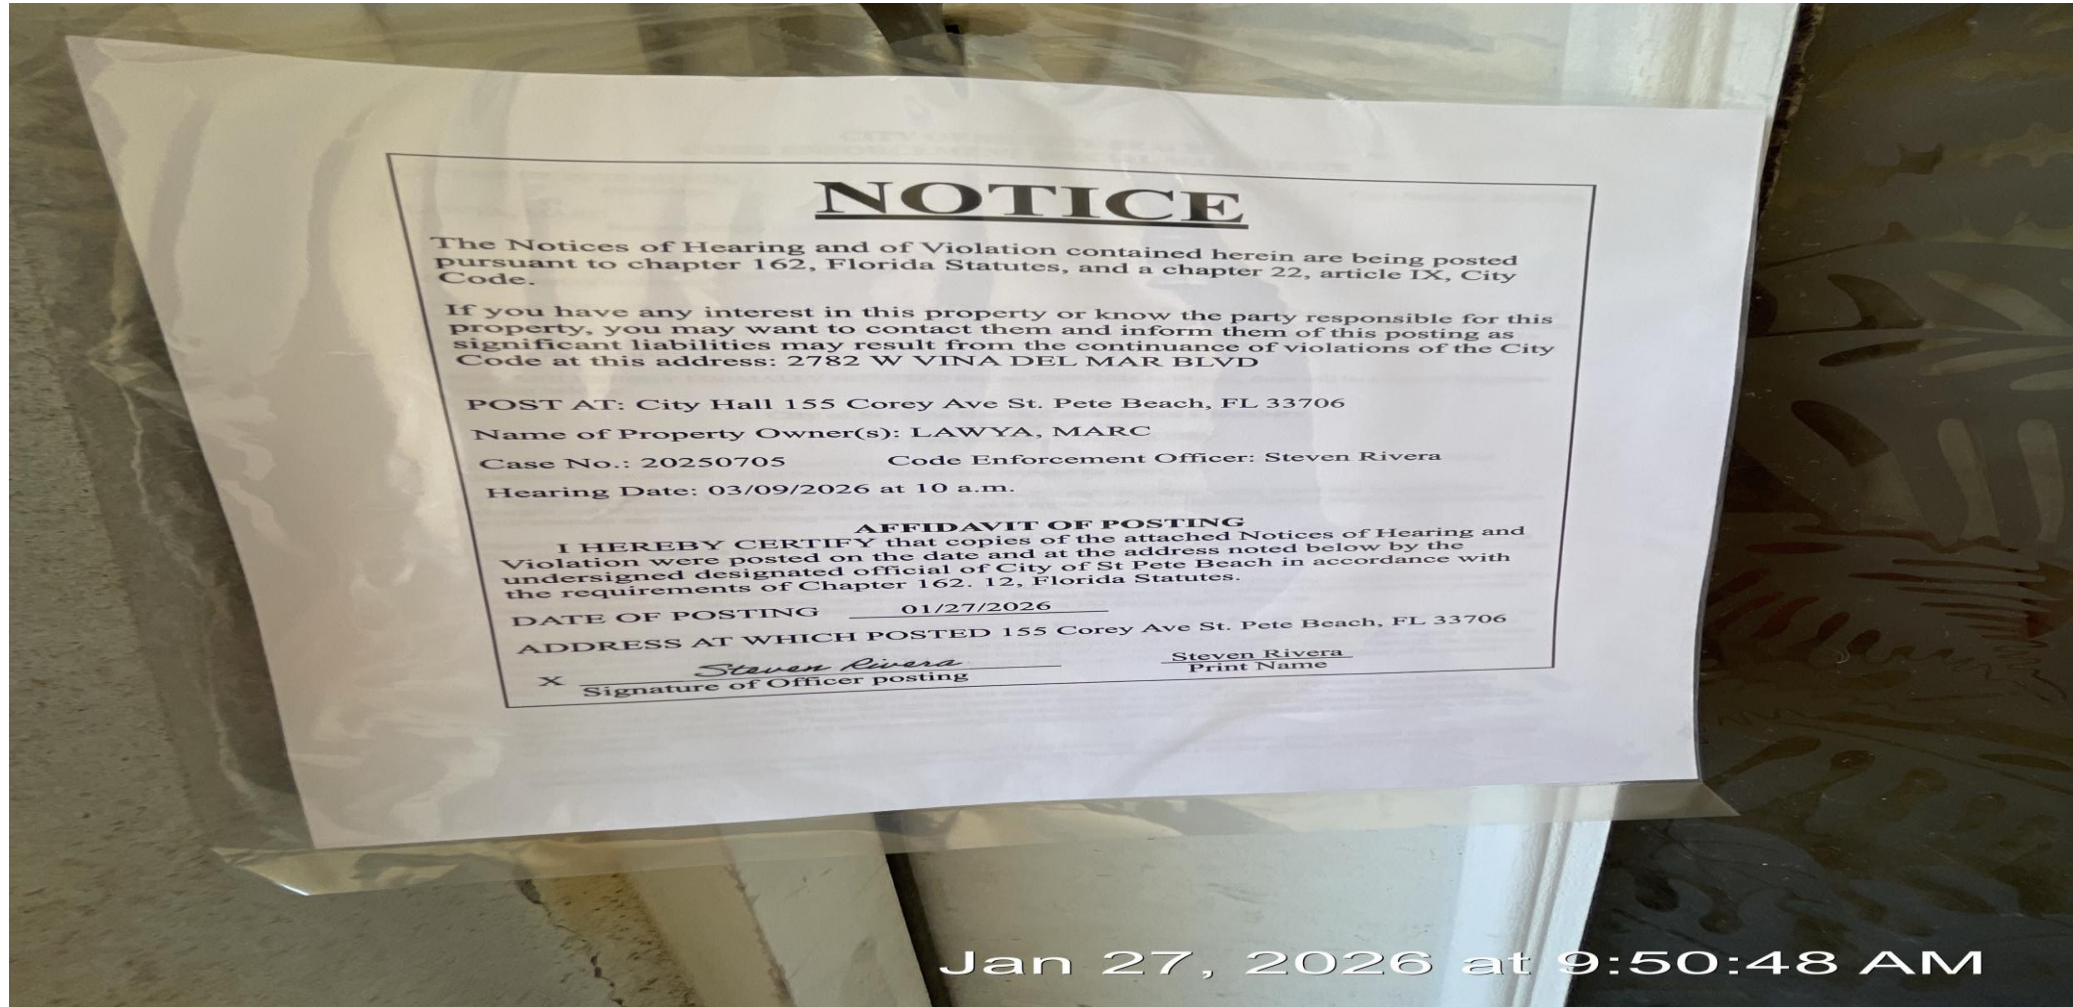 NOTICE
The Notices of Hearing and of Violation contained herein are being posted
pursuant to chapter 162, Florida Statutes, and a chapter 22, article IX, City
Code.
If you have any interest in this property or know the party responsible for this
property, you may want to contact them and inform them of this posting as
significant liabilities may result from the continuance of violations of the City
Code at this address: 2782 W VINA DEL MAR BLVD
POST AT: City Hall 155 Corey Ave St. Pete Beach, FL 33706
Name of Property Owner(s): LAWYA, MARC
Case No.: 20250705 Code Enforcement Officer: Steven Rivera
Hearing Date: 03/09/2026 at 10 a.m.
AFFIDAVIT OF POSTING
I HEREBY CERTIFY that copies of the attached Notices of Hearing and
Violation were posted on the date and at the address noted below by the
undersigned designated official of City of St Pete Beach in accordance with
the requirements of Chapter 162. 12, Florida Statutes.
DATE OF POSTING 01/27/2026
ADDRESS AT WHICH POSTED 155 Corey Ave St. Pete Beach, FL 33706
X Steven Rivera Steven Rivera
Signature of Officer posting Print Name
Jan 27, 2026 at 9:50:48 AM